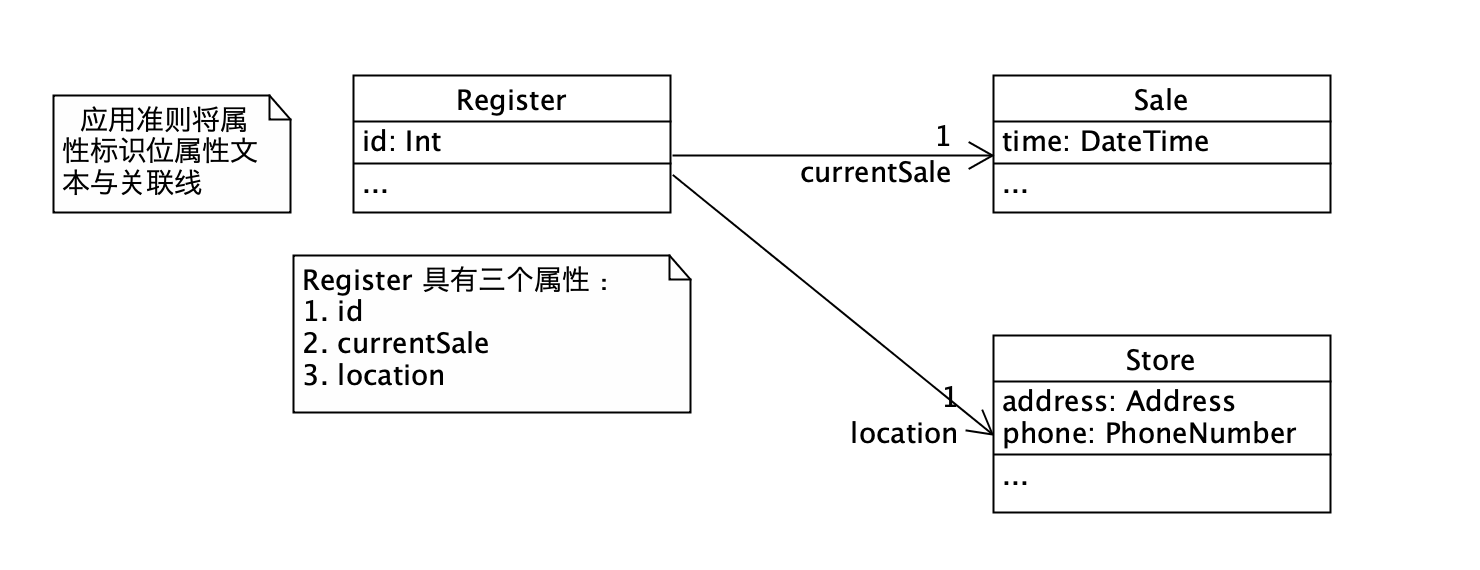 应用准则将属
性标识位属性文
本与关联线
Register
id: Int
...
1
currentSale
Sale
time: DateTime
...
Register 具有三个属性：
1. id
2. currentSale
3. location
1
location
Store
address: Address
phone: PhoneNumber
...